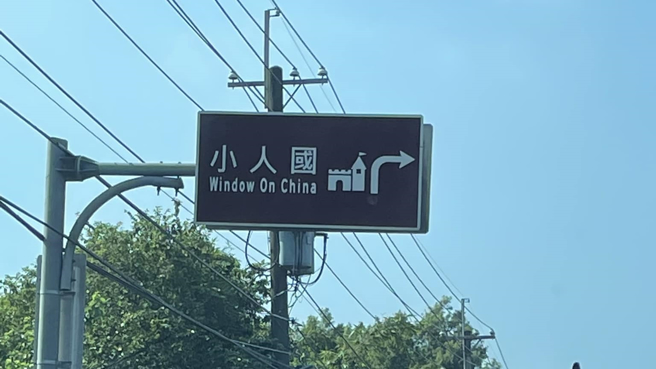 小人國
Window On China